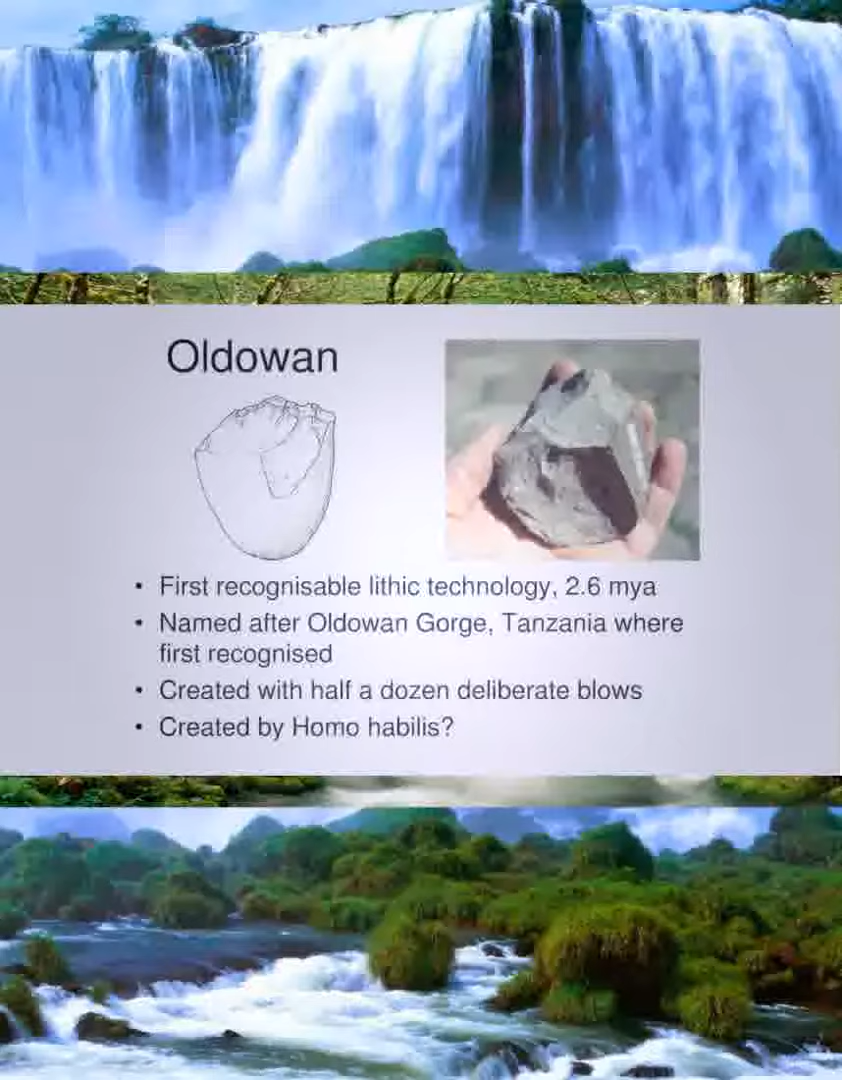 Oldowan
• First recognisable lithic technology, 2.6 mya
• Named after Oldowan Gorge, Tanzania where
first recognised
• Created with half a dozen deliberate blows
• Created by Homo habilis?